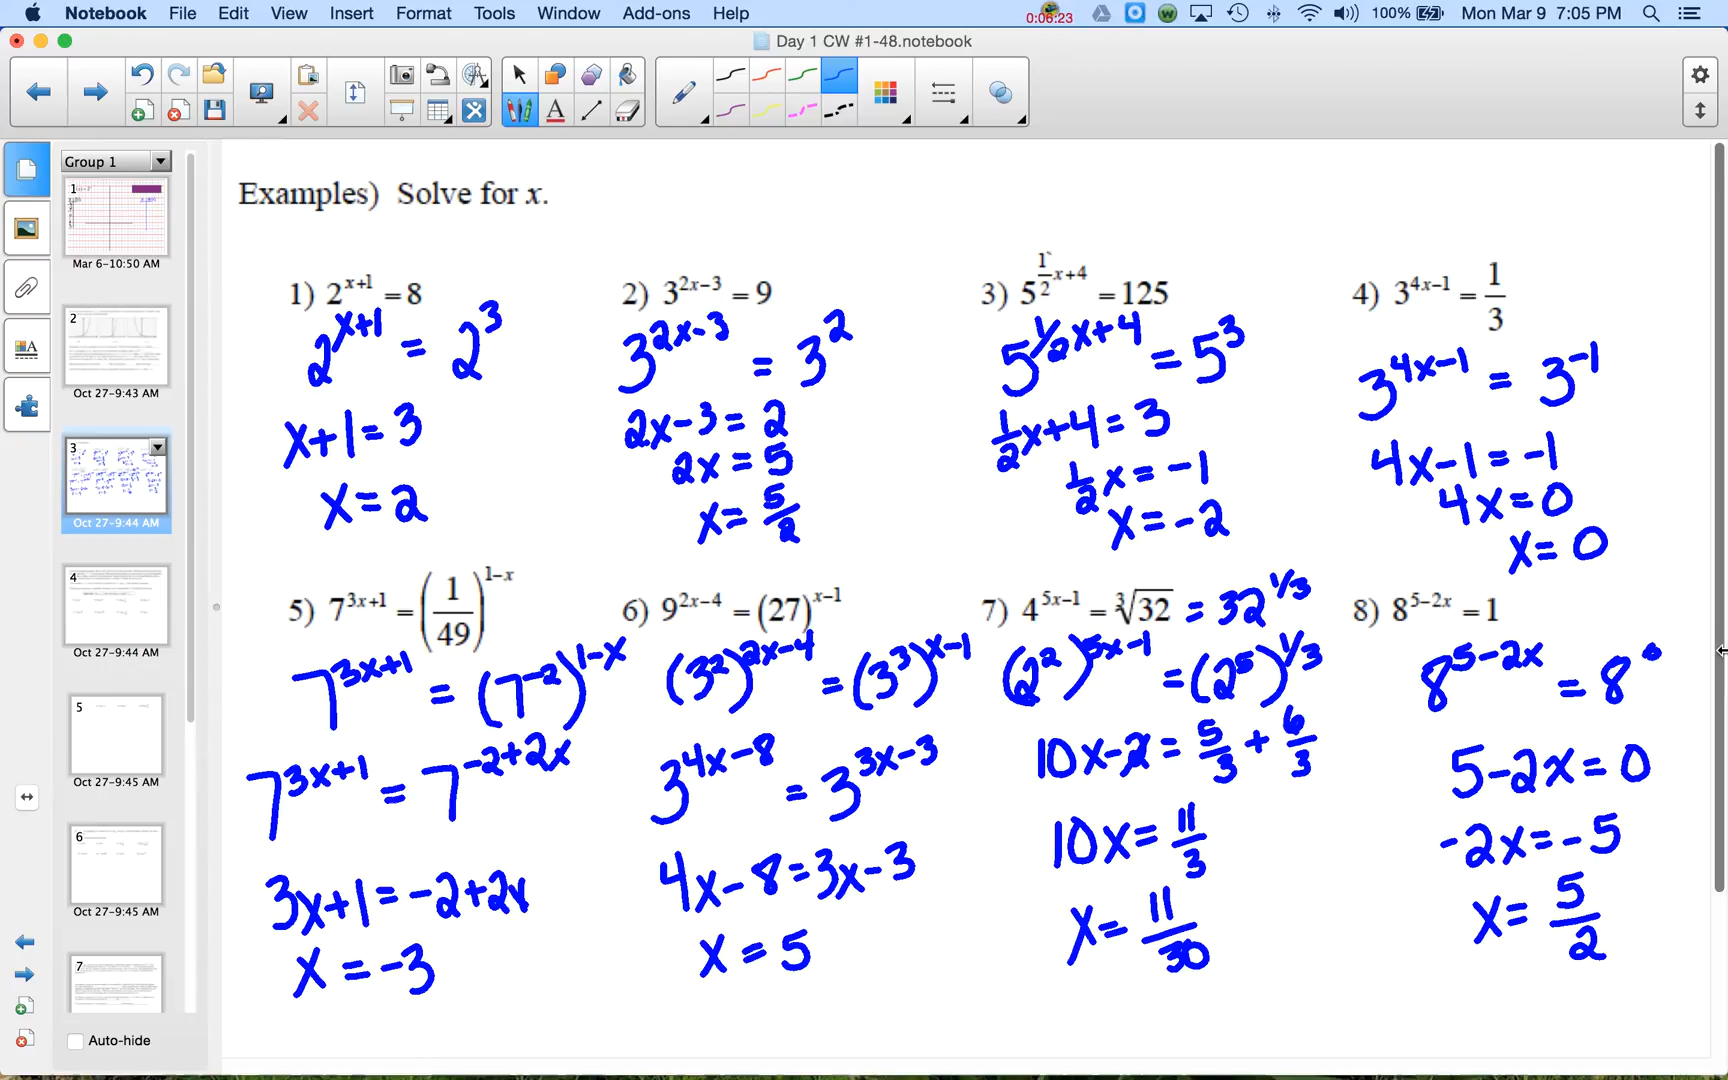 Notebook File Edit View Insert Format Tools Window Add-ons Help 0:06:23 100% Mon Mar 9 7:05 PM
Day 1 CW #1-48.notebook
Group 1
1
Mar 6-10:50 AM
2
Oct 27-9:43 AM
3
Oct 27-9:44 AM
4
Oct 27-9:44 AM
5
Oct 27-9:45 AM
6
Oct 27-9:45 AM
7
Auto-hide
Examples) Solve for x.
1) 2^{x+1} = 8
2^{x+1} = 2^3
x+1 = 3
x = 2
2) 3^{2x-3} = 9
3^{2x-3} = 3^2
2x-3 = 2
2x = 5
x = 5/2
3) 5^{1/2 x+4} = 125
5^{1/2 x+4} = 5^3
1/2 x+4 = 3
1/2 x = -1
x = -2
4) 3^{4x-1} = 1/3
3^{4x-1} = 3^{-1}
4x-1 = -1
4x = 0
x = 0
5) 7^{3x+1} = (1/49)^{1-x}
7^{3x+1} = (7^{-2})^{1-x}
7^{3x+1} = 7^{-2+2x}
3x+1 = -2+2x
x = -3
6) 9^{2x-4} = (27)^{x-1}
(3^2)^{2x-4} = (3^3)^{x-1}
3^{4x-8} = 3^{3x-3}
4x-8 = 3x-3
x = 5
7) 4^{5x-1} = ∛32 = 32^{1/3}
(2^2)^{5x-1} = (2^5)^{1/3}
10x-2 = 5/3 + 6/3
10x = 11/3
x = 11/30
8) 8^{5-2x} = 1
8^{5-2x} = 8^0
5-2x = 0
-2x = -5
x = 5/2